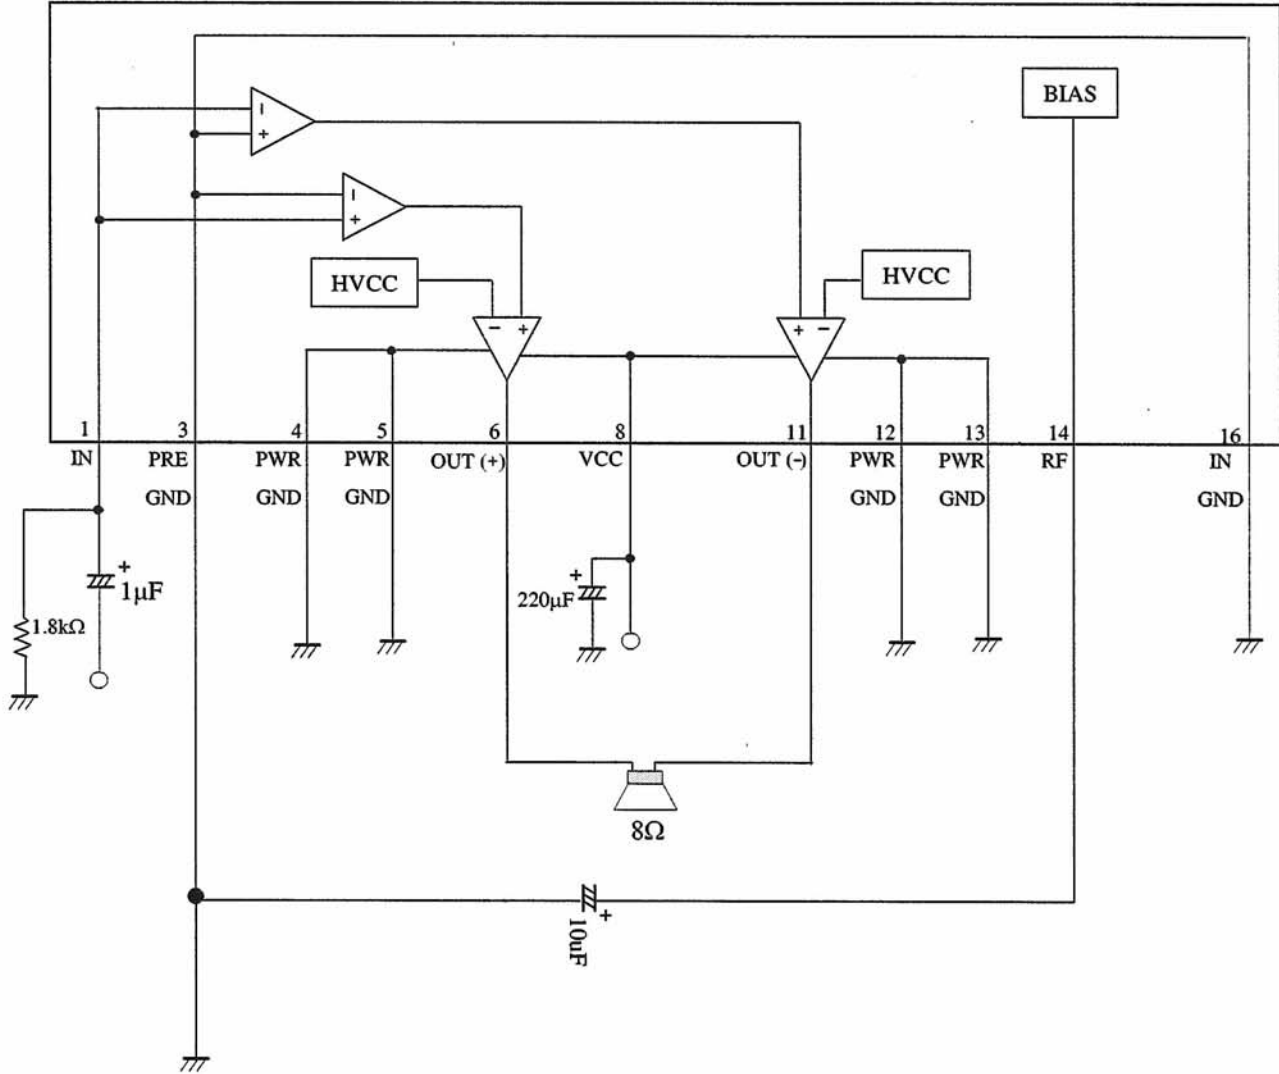 BIAS
− +
− +
HVCC
HVCC
− +
+ −
1 3 4 5 6 8 11 12 13 14 16
IN PRE PWR PWR OUT (+) VCC OUT (−) PWR PWR RF IN
GND GND GND GND GND GND
+
1μF
+
220μF
1.8kΩ
8Ω
+
10uF